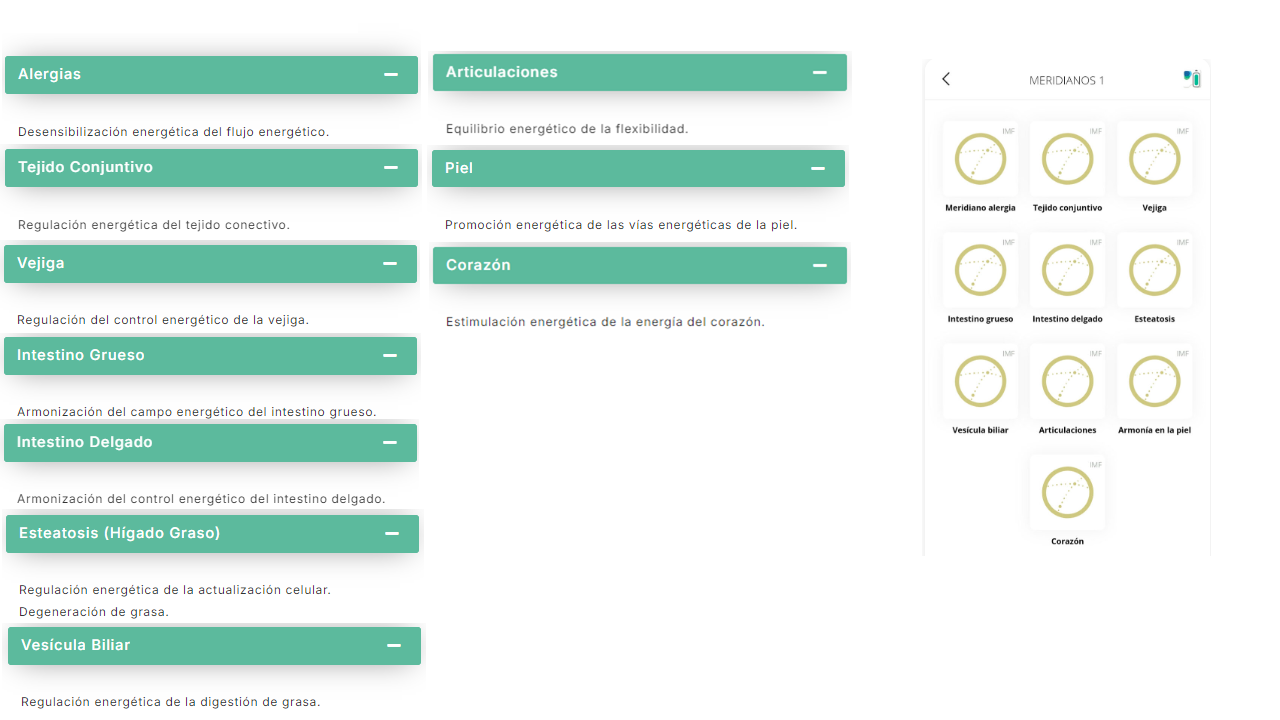 Alergias
Desensibilización energética del flujo energético.
Tejido Conjuntivo
Regulación energética del tejido conectivo.
Vejiga
Regulación del control energético de la vejiga.
Intestino Grueso
Armonización del campo energético del intestino grueso.
Intestino Delgado
Armonización del control energético del intestino delgado.
Esteatosis (Hígado Graso)
Regulación energética de la actualización celular.
Degeneración de grasa.
Vesícula Biliar
Regulación energética de la digestión de grasa.
Articulaciones
Equilibrio energético de la flexibilidad.
Piel
Promoción energética de las vías energéticas de la piel.
Corazón
Estimulación energética de la energía del corazón.
MERIDIANOS 1
IMF IMF IMF
Meridiano alergia Tejido conjuntivo Vejiga
IMF IMF IMF
Intestino grueso Intestino delgado Esteatosis
IMF IMF IMF
Vesícula biliar Articulaciones Armonía en la piel
IMF
Corazón